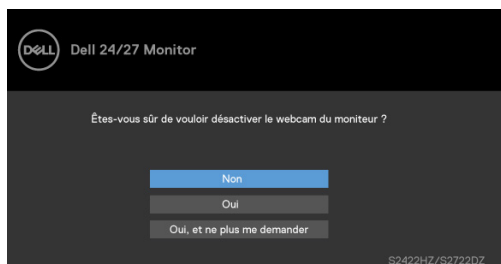 DELL
Dell 24/27 Monitor
Êtes-vous sûr de vouloir désactiver le webcam du moniteur ?
Non
Oui
Oui, et ne plus me demander
S2422HZ/S2722DZ